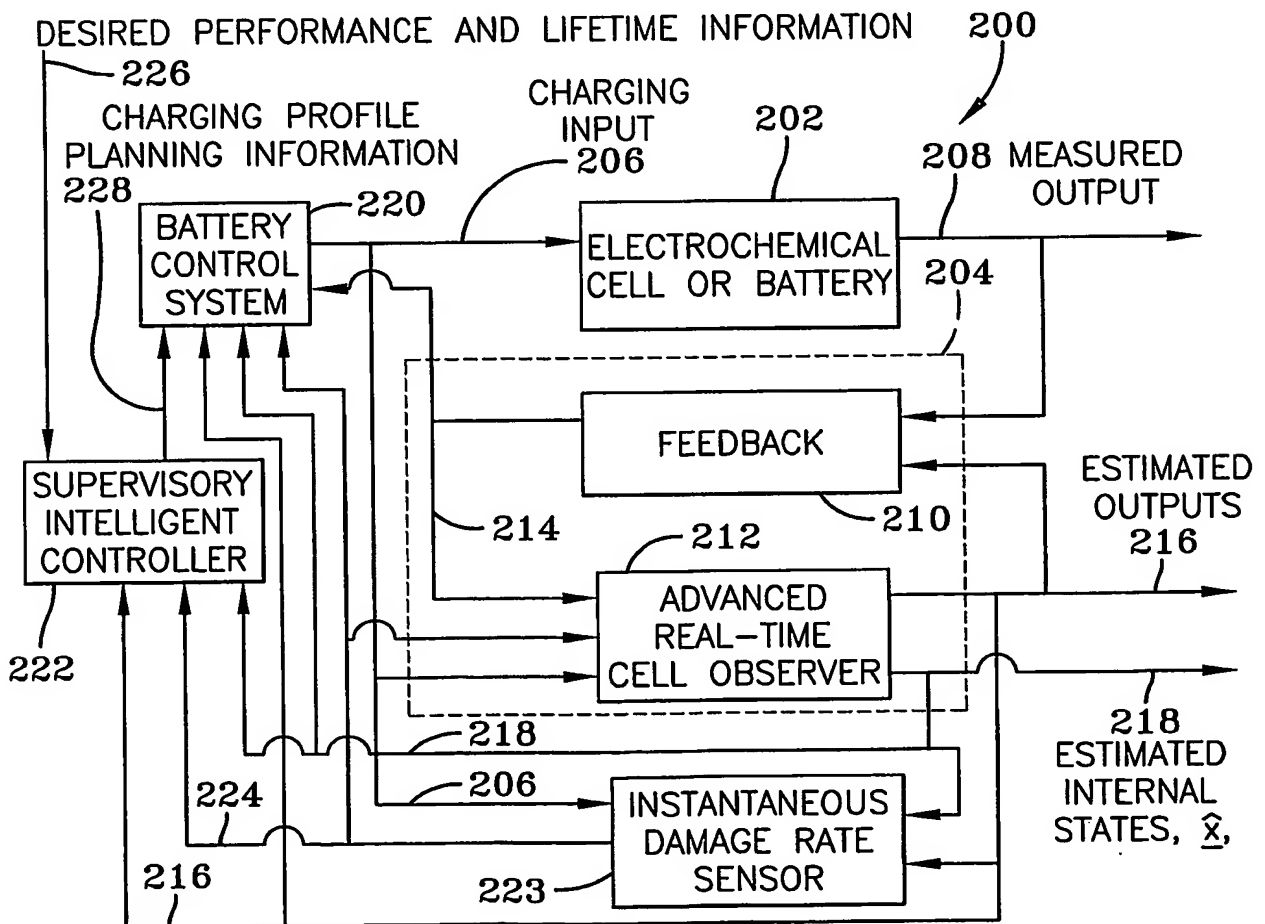 DESIRED PERFORMANCE AND LIFETIME INFORMATION
200
226
CHARGING PROFILE
PLANNING INFORMATION
228
CHARGING
INPUT
206
202
208 MEASURED
OUTPUT
220
BATTERY
CONTROL
SYSTEM
ELECTROCHEMICAL
CELL OR BATTERY
204
FEEDBACK
210
SUPERVISORY
INTELLIGENT
CONTROLLER
222
214
212
ADVANCED
REAL-TIME
CELL OBSERVER
ESTIMATED
OUTPUTS
216
218
ESTIMATED
INTERNAL
STATES, x̂,
218
206
224
INSTANTANEOUS
DAMAGE RATE
SENSOR
223
216